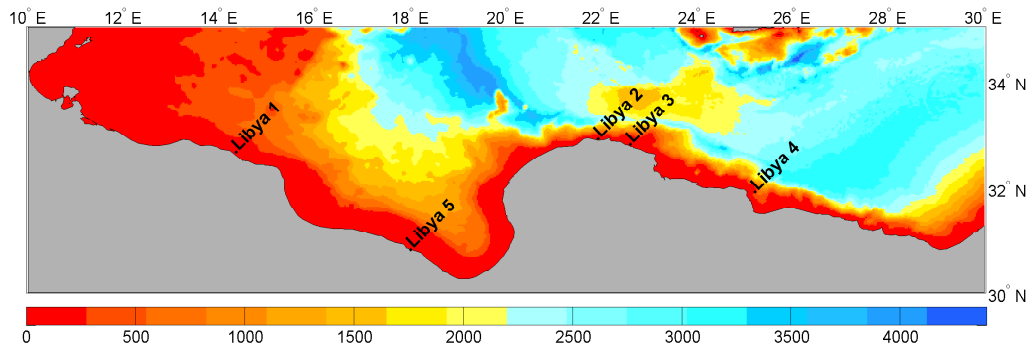 10° E 12° E 14° E 16° E 18° E 20° E 22° E 24° E 26° E 28° E 30° E
34° N
Libya 1
Libya 2
Libya 3
Libya 4
32° N
Libya 5
30° N
0 500 1000 1500 2000 2500 3000 3500 4000